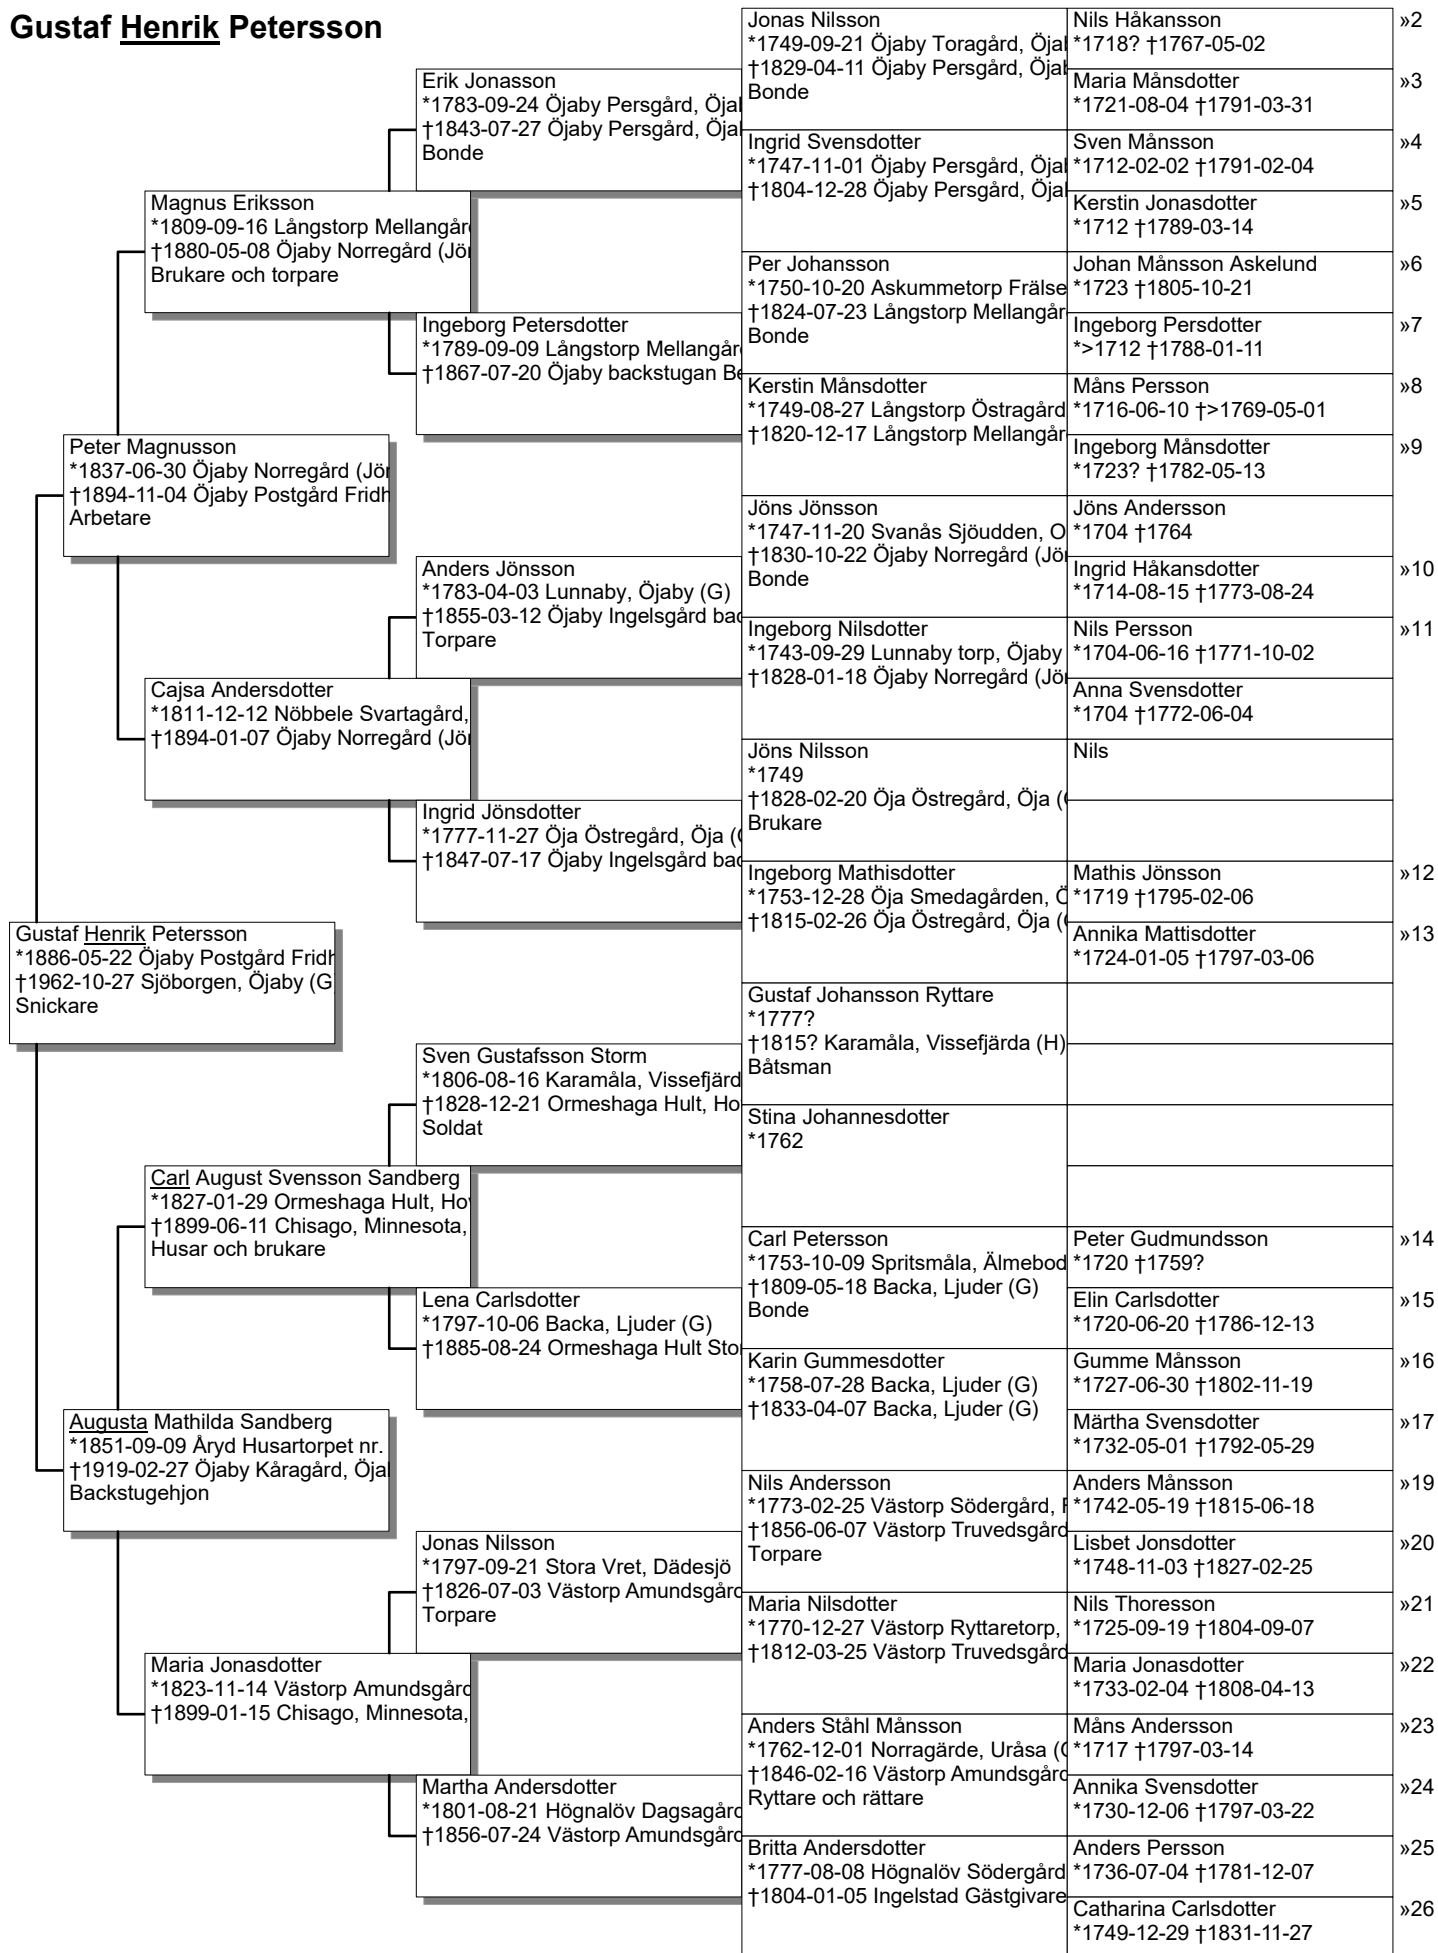 Gustaf Henrik Petersson
Gustaf Henrik Petersson
*1886-05-22 Öjaby Postgård Fridh
†1962-10-27 Sjöborgen, Öjaby (G
Snickare
Peter Magnusson
*1837-06-30 Öjaby Norregård (Jör
†1894-11-04 Öjaby Postgård Fridh
Arbetare
Augusta Mathilda Sandberg
*1851-09-09 Åryd Husartorpet nr.
†1919-02-27 Öjaby Kåragård, Öjal
Backstugehjon
Magnus Eriksson
*1809-09-16 Långstorp Mellangård
†1880-05-08 Öjaby Norregård (Jör
Brukare och torpare
Cajsa Andersdotter
*1811-12-12 Nöbbele Svartagård,
†1894-01-07 Öjaby Norregård (Jör
Carl August Svensson Sandberg
*1827-01-29 Ormeshaga Hult, Hov
†1899-06-11 Chisago, Minnesota,
Husar och brukare
Maria Jonasdotter
*1823-11-14 Västorp Amundsgård
†1899-01-15 Chisago, Minnesota,
Erik Jonasson
*1783-09-24 Öjaby Persgård, Öjal
†1843-07-27 Öjaby Persgård, Öjal
Bonde
Ingeborg Petersdotter
*1789-09-09 Långstorp Mellangård
†1867-07-20 Öjaby backstugan Be
Anders Jönsson
*1783-04-03 Lunnaby, Öjaby (G)
†1855-03-12 Öjaby Ingelsgård bac
Torpare
Ingrid Jönsdotter
*1777-11-27 Öja Östregård, Öja (G
†1847-07-17 Öjaby Ingelsgård bac
Sven Gustafsson Storm
*1806-08-16 Karamåla, Vissefjärd
†1828-12-21 Ormeshaga Hult, Ho
Soldat
Lena Carlsdotter
*1797-10-06 Backa, Ljuder (G)
†1885-08-24 Ormeshaga Hult Sto
Jonas Nilsson
*1797-09-21 Stora Vret, Dädesjö
†1826-07-03 Västorp Amundsgård
Torpare
Martha Andersdotter
*1801-08-21 Högnalöv Dagsagård
†1856-07-24 Västorp Amundsgård
Jonas Nilsson
*1749-09-21 Öjaby Toragård, Öjal
†1829-04-11 Öjaby Persgård, Öjal
Bonde
Ingrid Svensdotter
*1747-11-01 Öjaby Persgård, Öjal
†1804-12-28 Öjaby Persgård, Öjal
Per Johansson
*1750-10-20 Askummetorp Frälse
†1824-07-23 Långstorp Mellangår
Bonde
Kerstin Månsdotter
*1749-08-27 Långstorp Östragård
†1820-12-17 Långstorp Mellangår
Jöns Jönsson
*1747-11-20 Svanås Sjöudden, O
†1830-10-22 Öjaby Norregård (Jör
Bonde
Ingeborg Nilsdotter
*1743-09-29 Lunnaby torp, Öjaby
†1828-01-18 Öjaby Norregård (Jör
Jöns Nilsson
*1749
†1828-02-20 Öja Östregård, Öja (G
Brukare
Ingeborg Mathisdotter
*1753-12-28 Öja Smedagården, Ö
†1815-02-26 Öja Östregård, Öja (G
Gustaf Johansson Ryttare
*1777?
†1815? Karamåla, Vissefjärda (H)
Båtsman
Stina Johannesdotter
*1762
Carl Petersson
*1753-10-09 Spritsmåla, Älmebod
†1809-05-18 Backa, Ljuder (G)
Bonde
Karin Gummesdotter
*1758-07-28 Backa, Ljuder (G)
†1833-04-07 Backa, Ljuder (G)
Nils Andersson
*1773-02-25 Västorp Södergård, F
†1856-06-07 Västorp Truvedsgård
Torpare
Maria Nilsdotter
*1770-12-27 Västorp Ryttaretorp,
†1812-03-25 Västorp Truvedsgård
Anders Ståhl Månsson
*1762-12-01 Norragärde, Uråsa (G
†1846-02-16 Västorp Amundsgård
Ryttare och rättare
Britta Andersdotter
*1777-08-08 Högnalöv Södergård
†1804-01-05 Ingelstad Gästgivare
Nils Håkansson »2
*1718? †1767-05-02
Maria Månsdotter »3
*1721-08-04 †1791-03-31
Sven Månsson »4
*1712-02-02 †1791-02-04
Kerstin Jonasdotter »5
*1712 †1789-03-14
Johan Månsson Askelund »6
*1723 †1805-10-21
Ingeborg Persdotter »7
*>1712 †1788-01-11
Måns Persson »8
*1716-06-10 †>1769-05-01
Ingeborg Månsdotter »9
*1723? †1782-05-13
Jöns Andersson
*1704 †1764
Ingrid Håkansdotter »10
*1714-08-15 †1773-08-24
Nils Persson »11
*1704-06-16 †1771-10-02
Anna Svensdotter
*1704 †1772-06-04
Nils
Mathis Jönsson »12
*1719 †1795-02-06
Annika Mattisdotter »13
*1724-01-05 †1797-03-06
Peter Gudmundsson »14
*1720 †1759?
Elin Carlsdotter »15
*1720-06-20 †1786-12-13
Gumme Månsson »16
*1727-06-30 †1802-11-19
Märtha Svensdotter »17
*1732-05-01 †1792-05-29
Anders Månsson »19
*1742-05-19 †1815-06-18
Lisbet Jonsdotter »20
*1748-11-03 †1827-02-25
Nils Thoresson »21
*1725-09-19 †1804-09-07
Maria Jonasdotter »22
*1733-02-04 †1808-04-13
Måns Andersson »23
*1717 †1797-03-14
Annika Svensdotter »24
*1730-12-06 †1797-03-22
Anders Persson »25
*1736-07-04 †1781-12-07
Catharina Carlsdotter »26
*1749-12-29 †1831-11-27